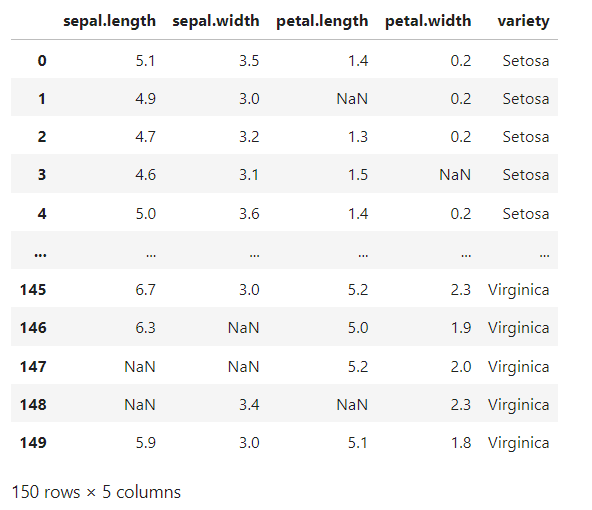 sepal.length sepal.width petal.length petal.width variety
0 5.1 3.5 1.4 0.2 Setosa
1 4.9 3.0 NaN 0.2 Setosa
2 4.7 3.2 1.3 0.2 Setosa
3 4.6 3.1 1.5 NaN Setosa
4 5.0 3.6 1.4 0.2 Setosa
... ... ... ... ... ...
145 6.7 3.0 5.2 2.3 Virginica
146 6.3 NaN 5.0 1.9 Virginica
147 NaN NaN 5.2 2.0 Virginica
148 NaN 3.4 NaN 2.3 Virginica
149 5.9 3.0 5.1 1.8 Virginica
150 rows × 5 columns